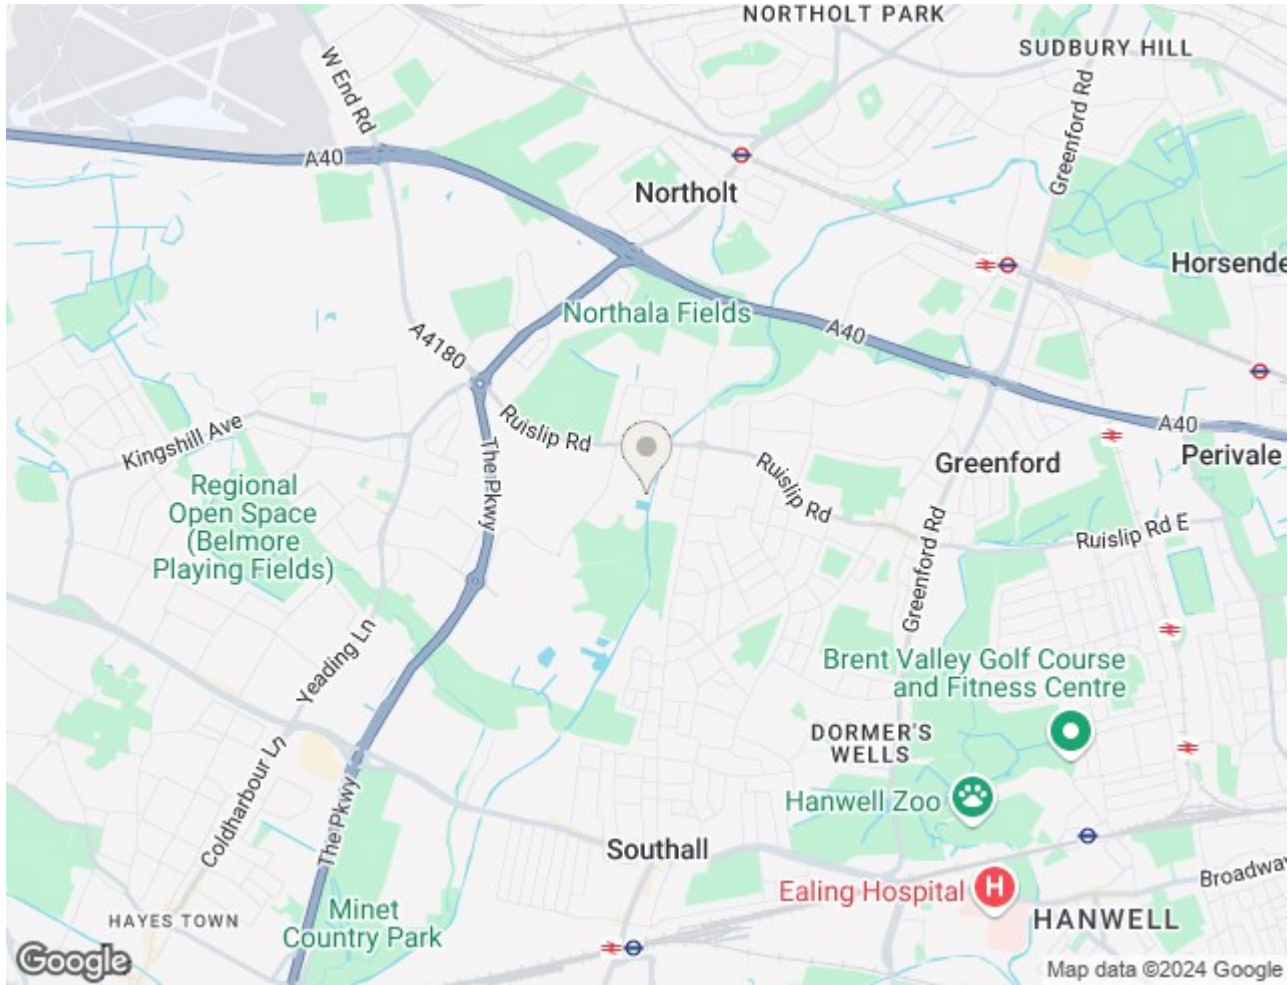 NORTHOLT PARK
SUDBURY HILL
W End Rd
Greenford Rd
A40
Northolt
Horsende
Northala Fields
A40
A4180
Kingshill Ave
Ruislip Rd
The Pkwy
Ruislip Rd
Greenford
A40
Perivale
Regional
Open Space
(Belmore
Playing Fields)
Greenford Rd
Ruislip Rd E
Yeading Ln
Brent Valley Golf Course
and Fitness Centre
DORMER'S
WELLS
Coldharbour Ln
The Pkwy
Hanwell Zoo
Southall
Ealing Hospital
H
Broadway
HAYES TOWN
Minet
Country Park
HANWELL
Google
Map data ©2024 Google